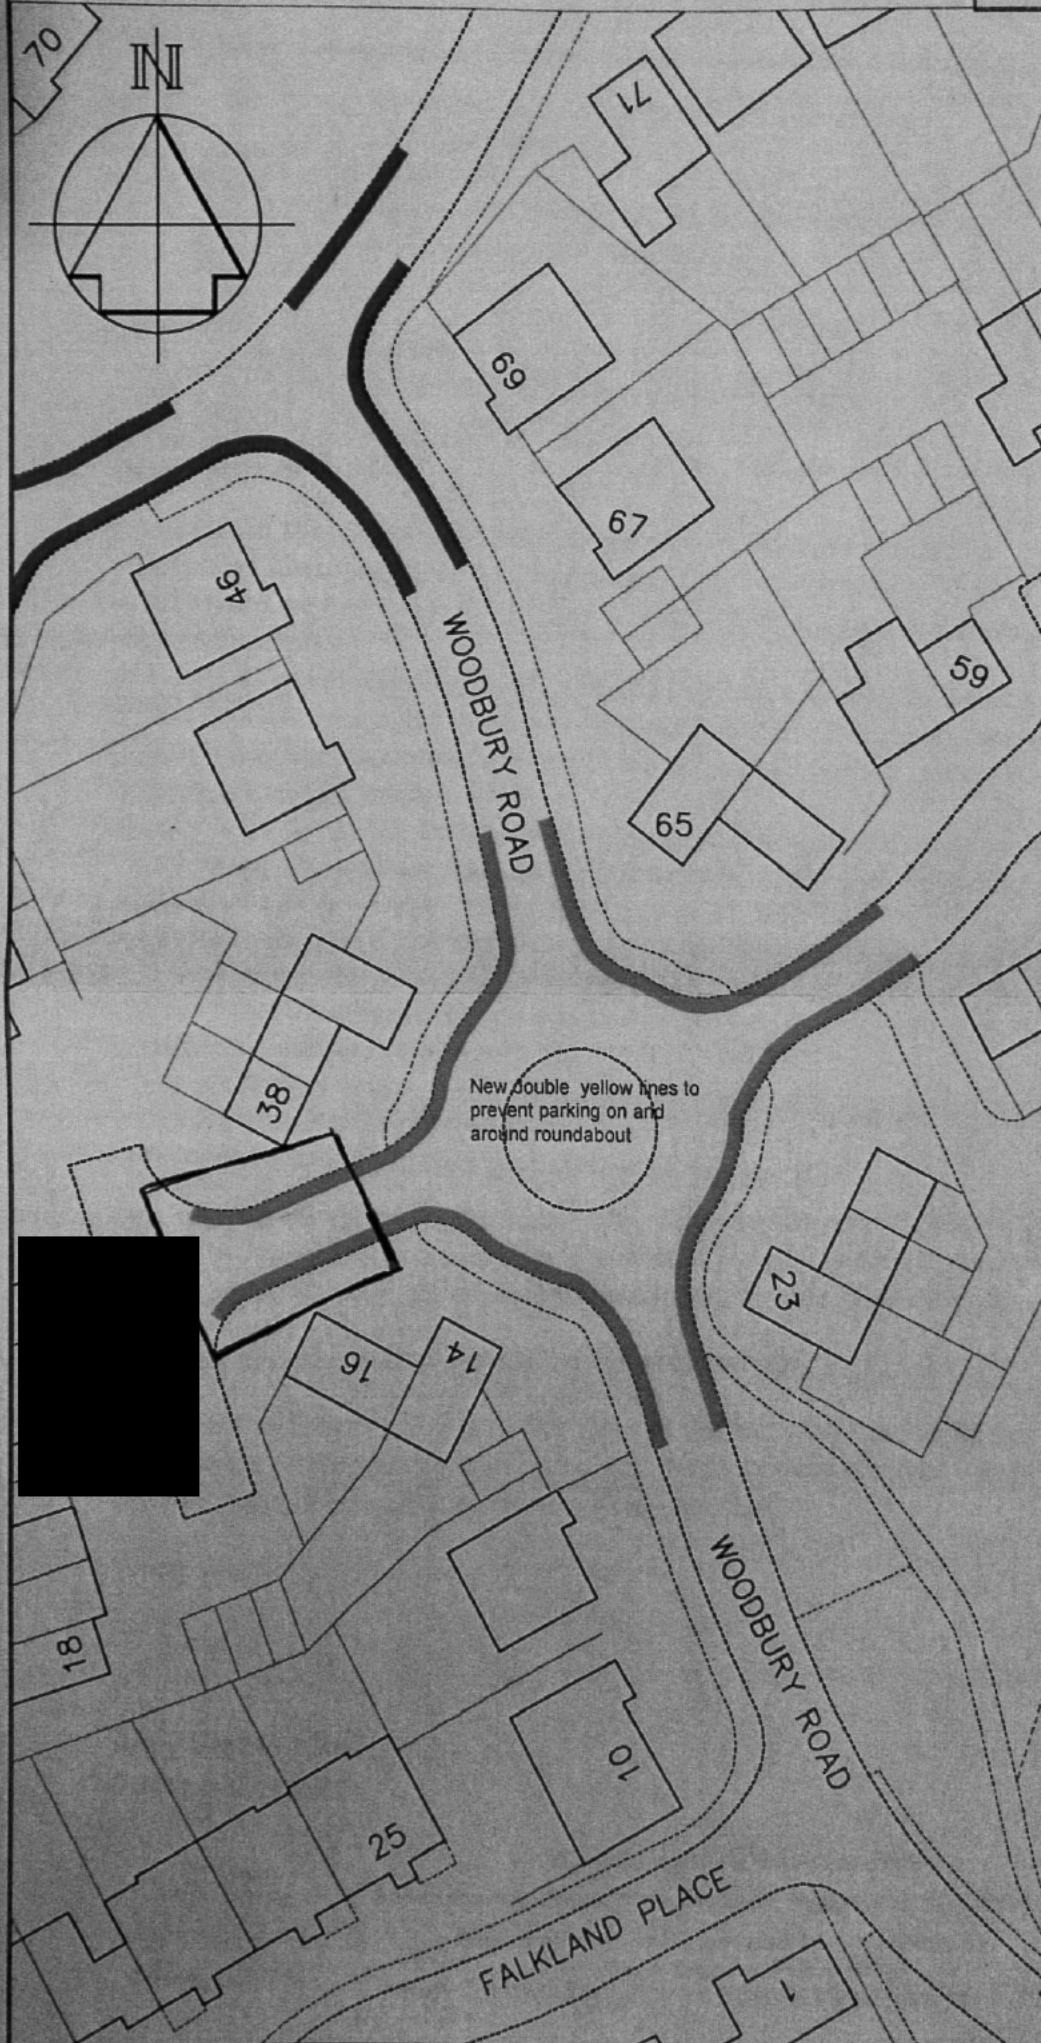 70
N
71
69
67
46
59
WOODBURY ROAD
65
38
New double yellow lines to
prevent parking on and
around roundabout
23
16
14
18
WOODBURY ROAD
10
25
FALKLAND PLACE
1